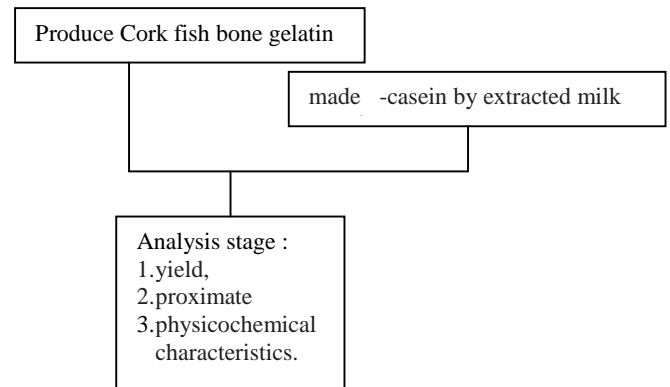 Produce Cork fish bone gelatin
made -casein by extracted milk
Analysis stage :
1.yield,
2.proximate
3.physicochemical
characteristics.